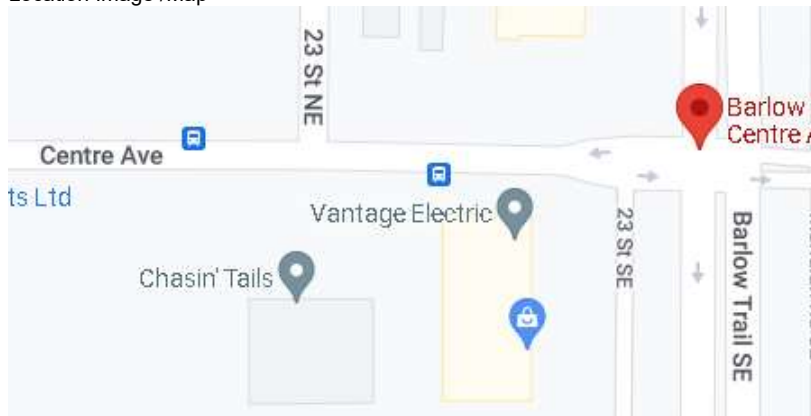 23 St NE
Barlow
Centre A
Centre Ave
ts Ltd
Vantage Electric
Chasin' Tails
23 St SE
Barlow Trail SE